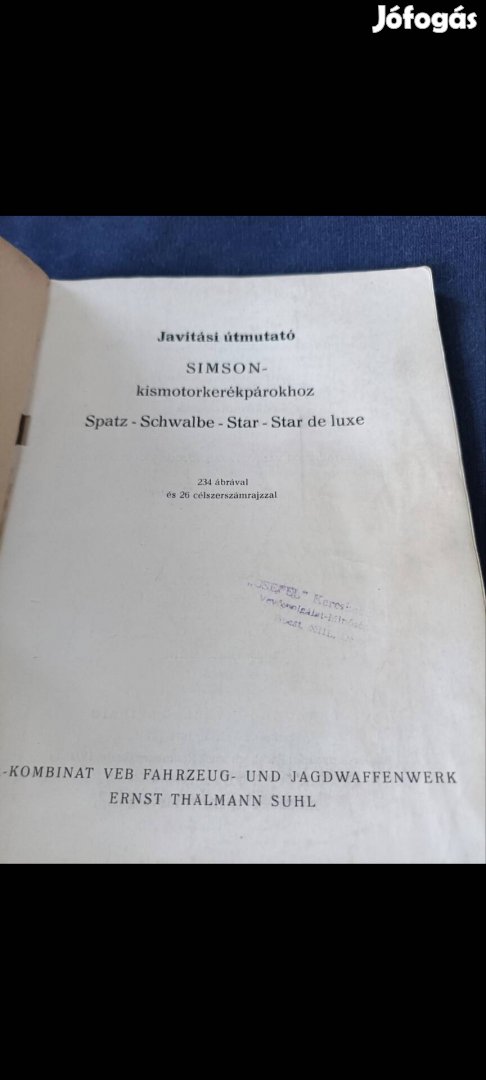 Jófogás
Javítási útmutató
SIMSON-
kismotorkerékpárokhoz
Spatz - Schwalbe - Star - Star de luxe
234 ábrával
és 26 célszerszámrajzzal
„CSEPEL"
-KOMBINAT VEB FAHRZEUG- UND JAGDWAFFENWERK
ERNST THÄLMANN SUHL